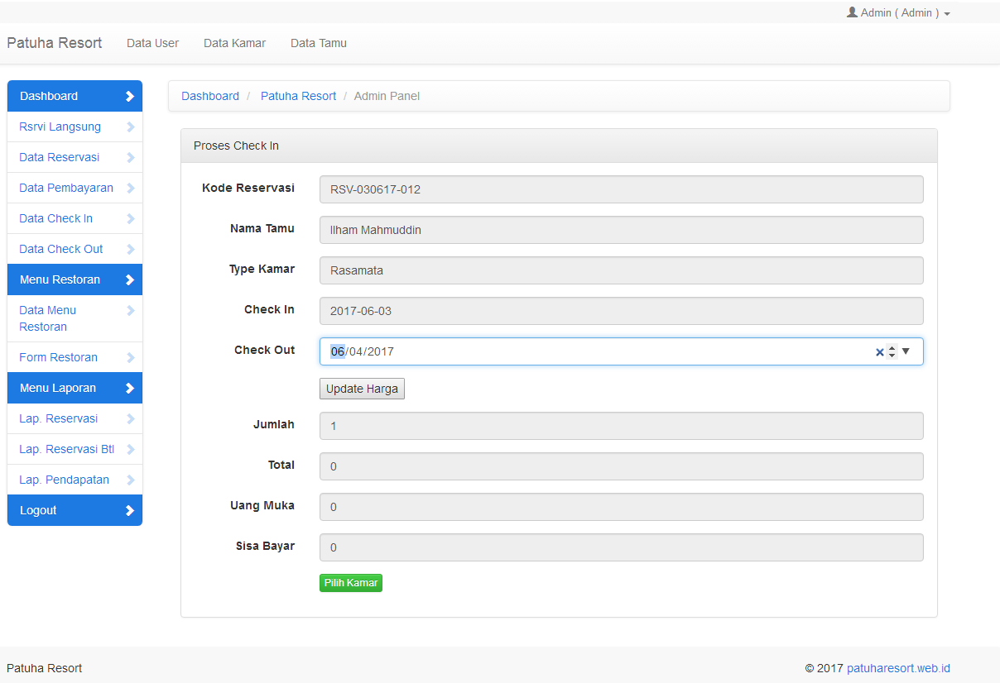 Admin ( Admin )
Patuha Resort Data User Data Kamar Data Tamu
Dashboard
Rsrvi Langsung
Data Reservasi
Data Pembayaran
Data Check In
Data Check Out
Menu Restoran
Data Menu
Restoran
Form Restoran
Menu Laporan
Lap. Reservasi
Lap. Reservasi Btl
Lap. Pendapatan
Logout
Dashboard / Patuha Resort / Admin Panel
Proses Check In
Kode Reservasi RSV-030617-012
Nama Tamu Ilham Mahmuddin
Type Kamar Rasamata
Check In 2017-06-03
Check Out 06/04/2017
Update Harga
Jumlah 1
Total 0
Uang Muka 0
Sisa Bayar 0
Pilih Kamar
Patuha Resort © 2017 patuharesort.web.id